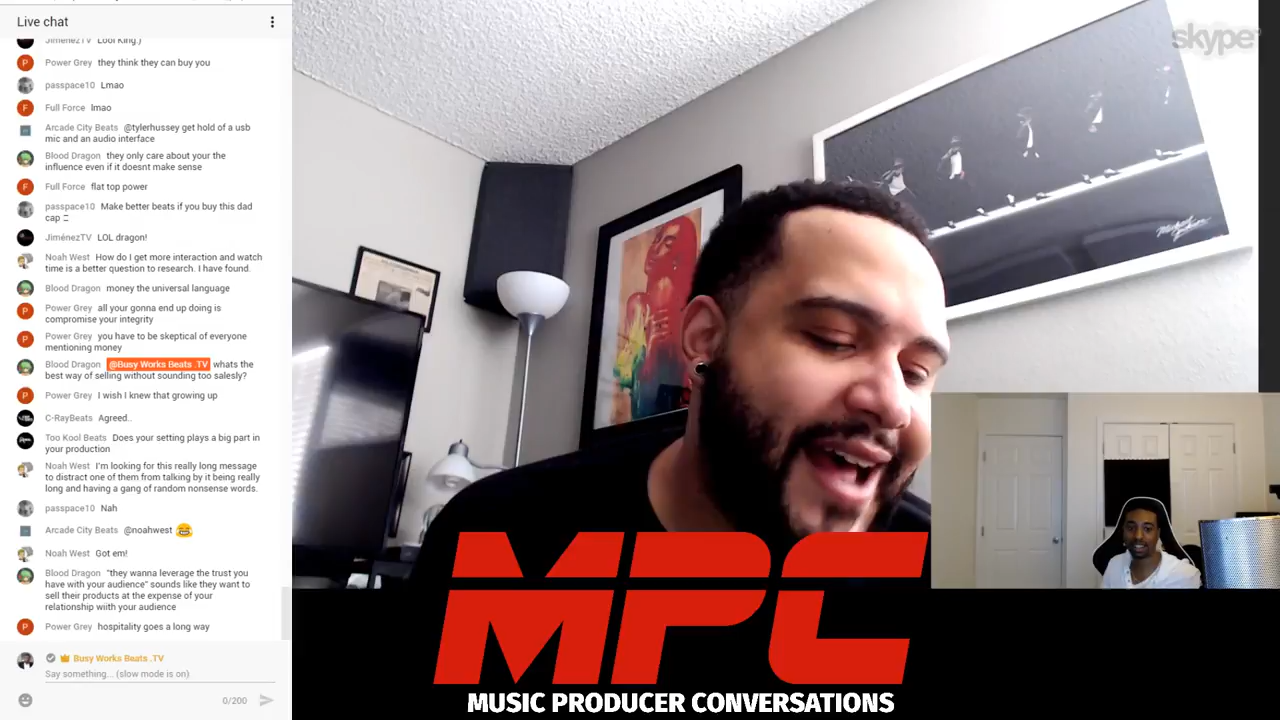 Live chat
JimenezTV Lool King.)
Power Grey they think they can buy you
passpace10 Lmao
Full Force lmao
Arcade City Beats @tylerhussey get hold of a usb
mic and an audio interface
Blood Dragon they only care about your the
influence even if it doesnt make sense
Full Force flat top power
passpace10 Make better beats if you buy this dad
cap
JiménezTV LOL dragon!
Noah West How do I get more interaction and watch
time is a better question to research. I have found.
Blood Dragon money the universal language
Power Grey all your gonna end up doing is
compromise your integrity
Power Grey you have to be skeptical of everyone
mentioning money
Blood Dragon @Busy Works Beats .TV whats the
best way of selling without sounding too salesly?
Power Grey I wish I knew that growing up
C-RayBeats Agreed..
Too Kool Beats Does your setting plays a big part in
your production
Noah West I'm looking for this really long message
to distract one of them from talking by it being really
long and having a gang of random nonsense words.
passpace10 Nah
Arcade City Beats @noahwest
Noah West Got em!
Blood Dragon "they wanna leverage the trust you
have with your audience" sounds like they want to
sell their products at the expense of your
relationship wiith your audience
Power Grey hospitality goes a long way
Busy Works Beats .TV
Say something... (slow mode is on)
0/200
skype
MPC
MUSIC PRODUCER CONVERSATIONS